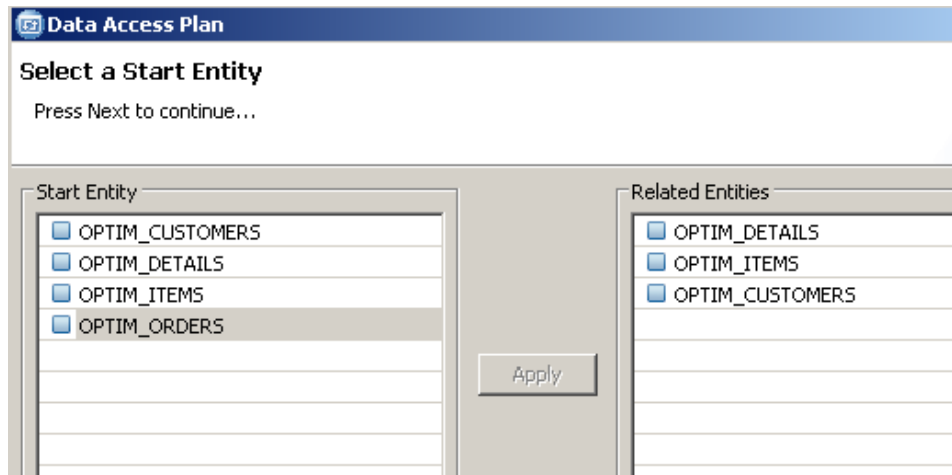 Data Access Plan
Select a Start Entity
Press Next to continue...
Start Entity
OPTIM_CUSTOMERS
OPTIM_DETAILS
OPTIM_ITEMS
OPTIM_ORDERS
Apply
Related Entities
OPTIM_DETAILS
OPTIM_ITEMS
OPTIM_CUSTOMERS